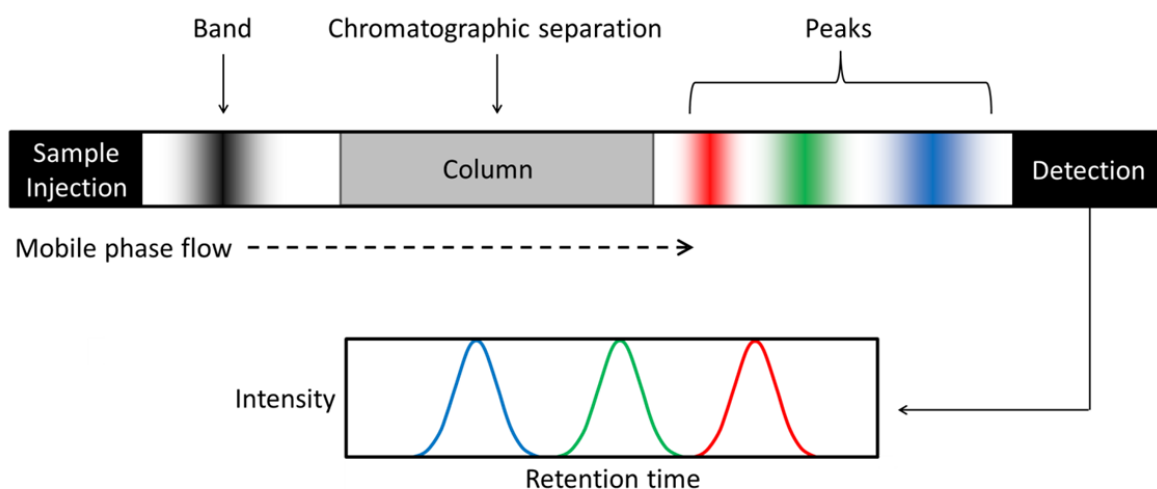 Band
Chromatographic separation
Peaks
Sample
Injection
Column
Detection
Mobile phase flow
Intensity
Retention time